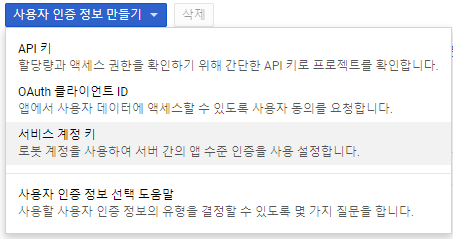 사용자 인증 정보 만들기 삭제
API 키
할당량과 액세스 권한을 확인하기 위해 간단한 API 키로 프로젝트를 확인합니다.
OAuth 클라이언트 ID
앱에서 사용자 데이터에 액세스할 수 있도록 사용자 동의를 요청합니다.
서비스 계정 키
로봇 계정을 사용하여 서버 간의 앱 수준 인증을 사용 설정합니다.
사용자 인증 정보 선택 도움말
사용할 사용자 인증 정보의 유형을 결정할 수 있도록 몇 가지 질문을 합니다.